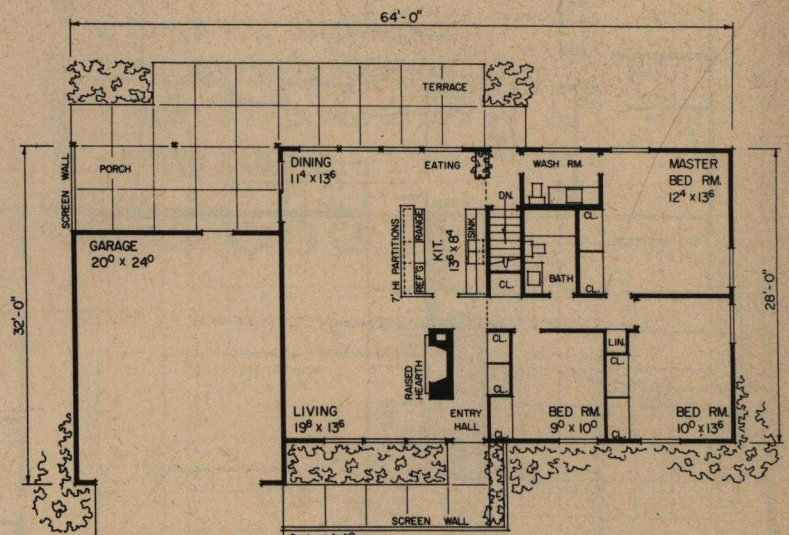 64'-0"
TERRACE
PORCH
SCREEN WALL
DINING
11⁴ x 13⁶
EATING
WASH RM.
MASTER
BED RM.
12⁴ x 13⁶
DN.
CL.
GARAGE
20⁰ x 24⁰
7' HI PARTITIONS
REF'G
RANGE
KIT.
13⁶ x 8⁴
SINK
CL.
BATH
CL.
32'-0"
28'-0"
RAISED
HEARTH
CL.
CL.
CL.
LIN.
CL.
CL.
LIVING
19⁸ x 13⁶
ENTRY
HALL
BED RM.
9⁰ x 10⁰
BED RM.
10⁰ x 13⁶
SCREEN WALL